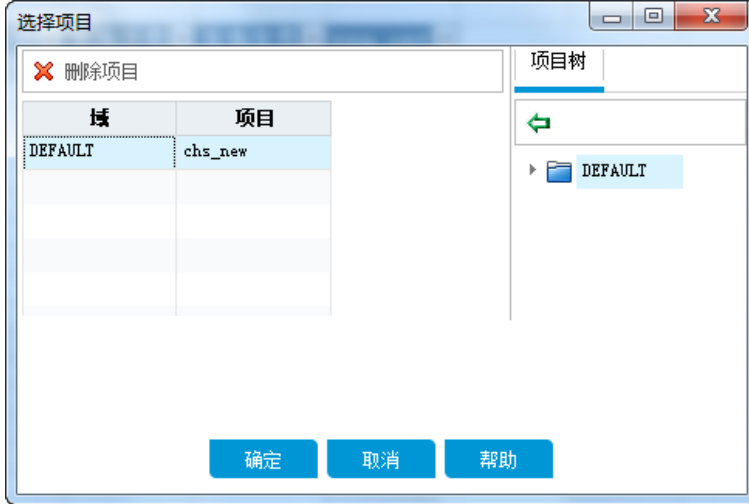 选择项目
删除项目
域 项目
DEFAULT chs_new
项目树
DEFAULT
确定 取消 帮助